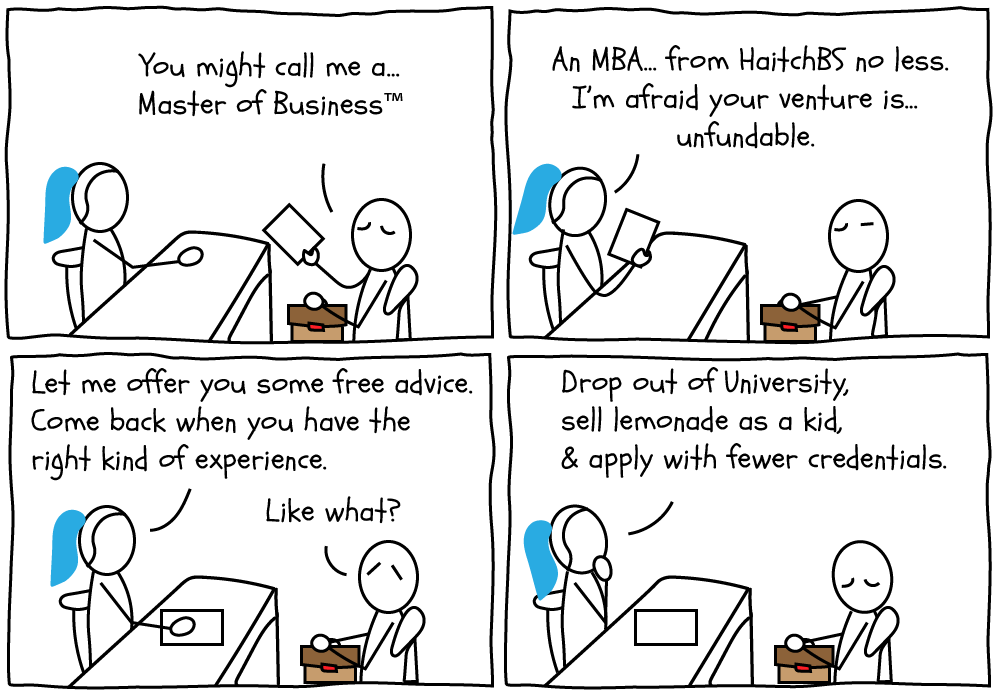 You might call me a...
Master of Business™
An MBA... from HaitchBS no less.
I'm afraid your venture is...
unfundable.
Let me offer you some free advice.
Come back when you have the
right kind of experience.
Like what?
Drop out of University,
sell lemonade as a kid,
& apply with fewer credentials.